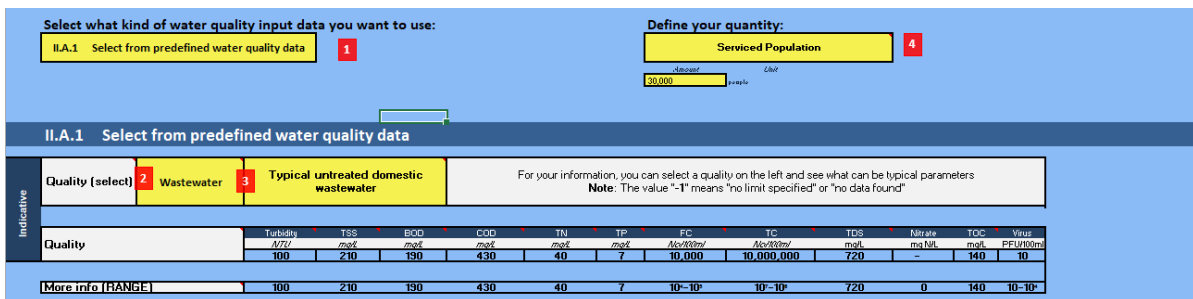 Select what kind of water quality input data you want to use:
Define your quantity:
II.A.1 Select from predefined water quality data
1
Serviced Population
4
Amount Unit
30,000 people
II.A.1 Select from predefined water quality data
Indicative
Quality (select) 2 Wastewater 3 Typical untreated domestic wastewater
For your information, you can select a quality on the left and see what can be typical parameters
Note: The value "-1" means "no limit specified" or "no data found"
Quality
Turbidity TSS BOD COD TN TP FC TC TDS Nitrate TOC Virus
NTU mg/L mg/L mg/L mg/L mg/L No/100ml No/100ml mg/L mg N/L mg/L PFU/100ml
100 210 190 430 40 7 10,000 10,000,000 720 - 140 10
More info (RANGE) 100 210 190 430 40 7 720 0 140